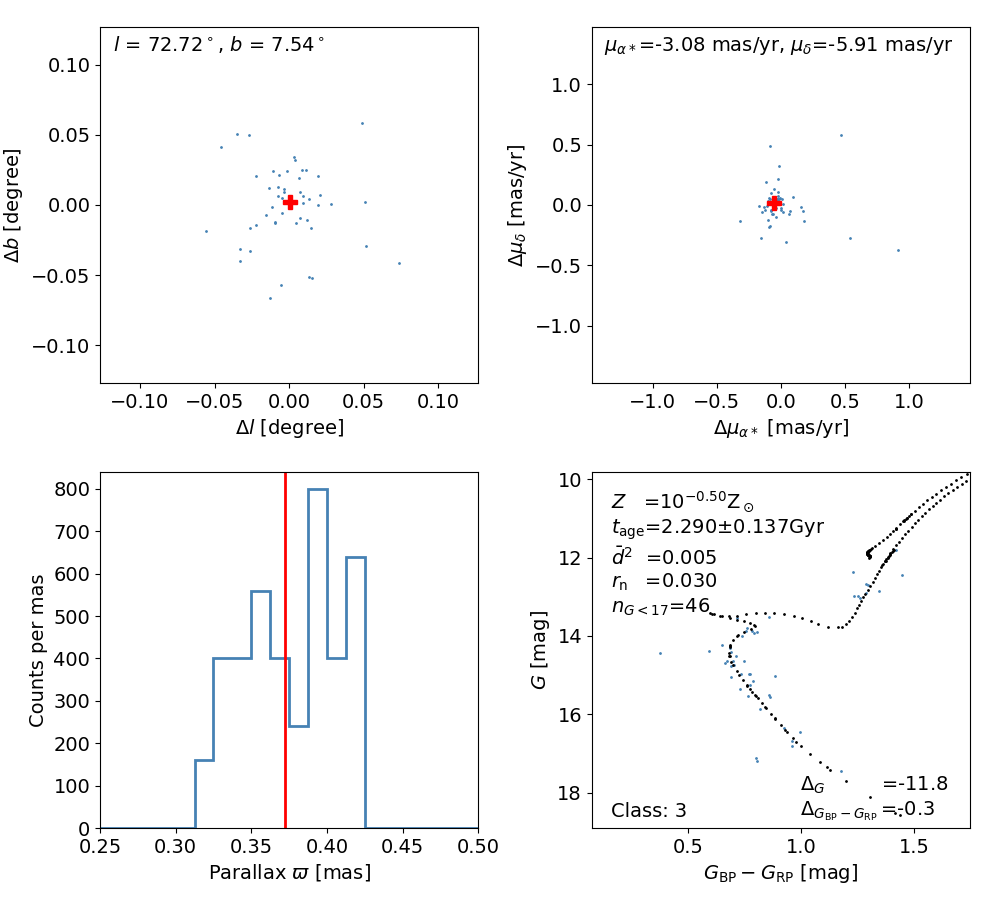 l = 72.72°, b = 7.54°
0.10
0.05
0.00
−0.05
−0.10
Δb [degree]
−0.10 −0.05 0.00 0.05 0.10
Δl [degree]
μα*=-3.08 mas/yr, μδ=-5.91 mas/yr
1.0
0.5
0.0
−0.5
−1.0
Δμδ [mas/yr]
−1.0 −0.5 0.0 0.5 1.0
Δμα* [mas/yr]
800
700
600
500
400
300
200
100
0
Counts per mas
0.25 0.30 0.35 0.40 0.45 0.50
Parallax ϖ [mas]
10
12
14
16
18
G [mag]
Z =10^−0.50Z⊙
tage=2.290±0.137Gyr
d̄² =0.005
rn =0.030
nG<17=46
ΔG =-11.8
ΔGBP−GRP =-0.3
Class: 3
0.5 1.0 1.5
GBP − GRP [mag]